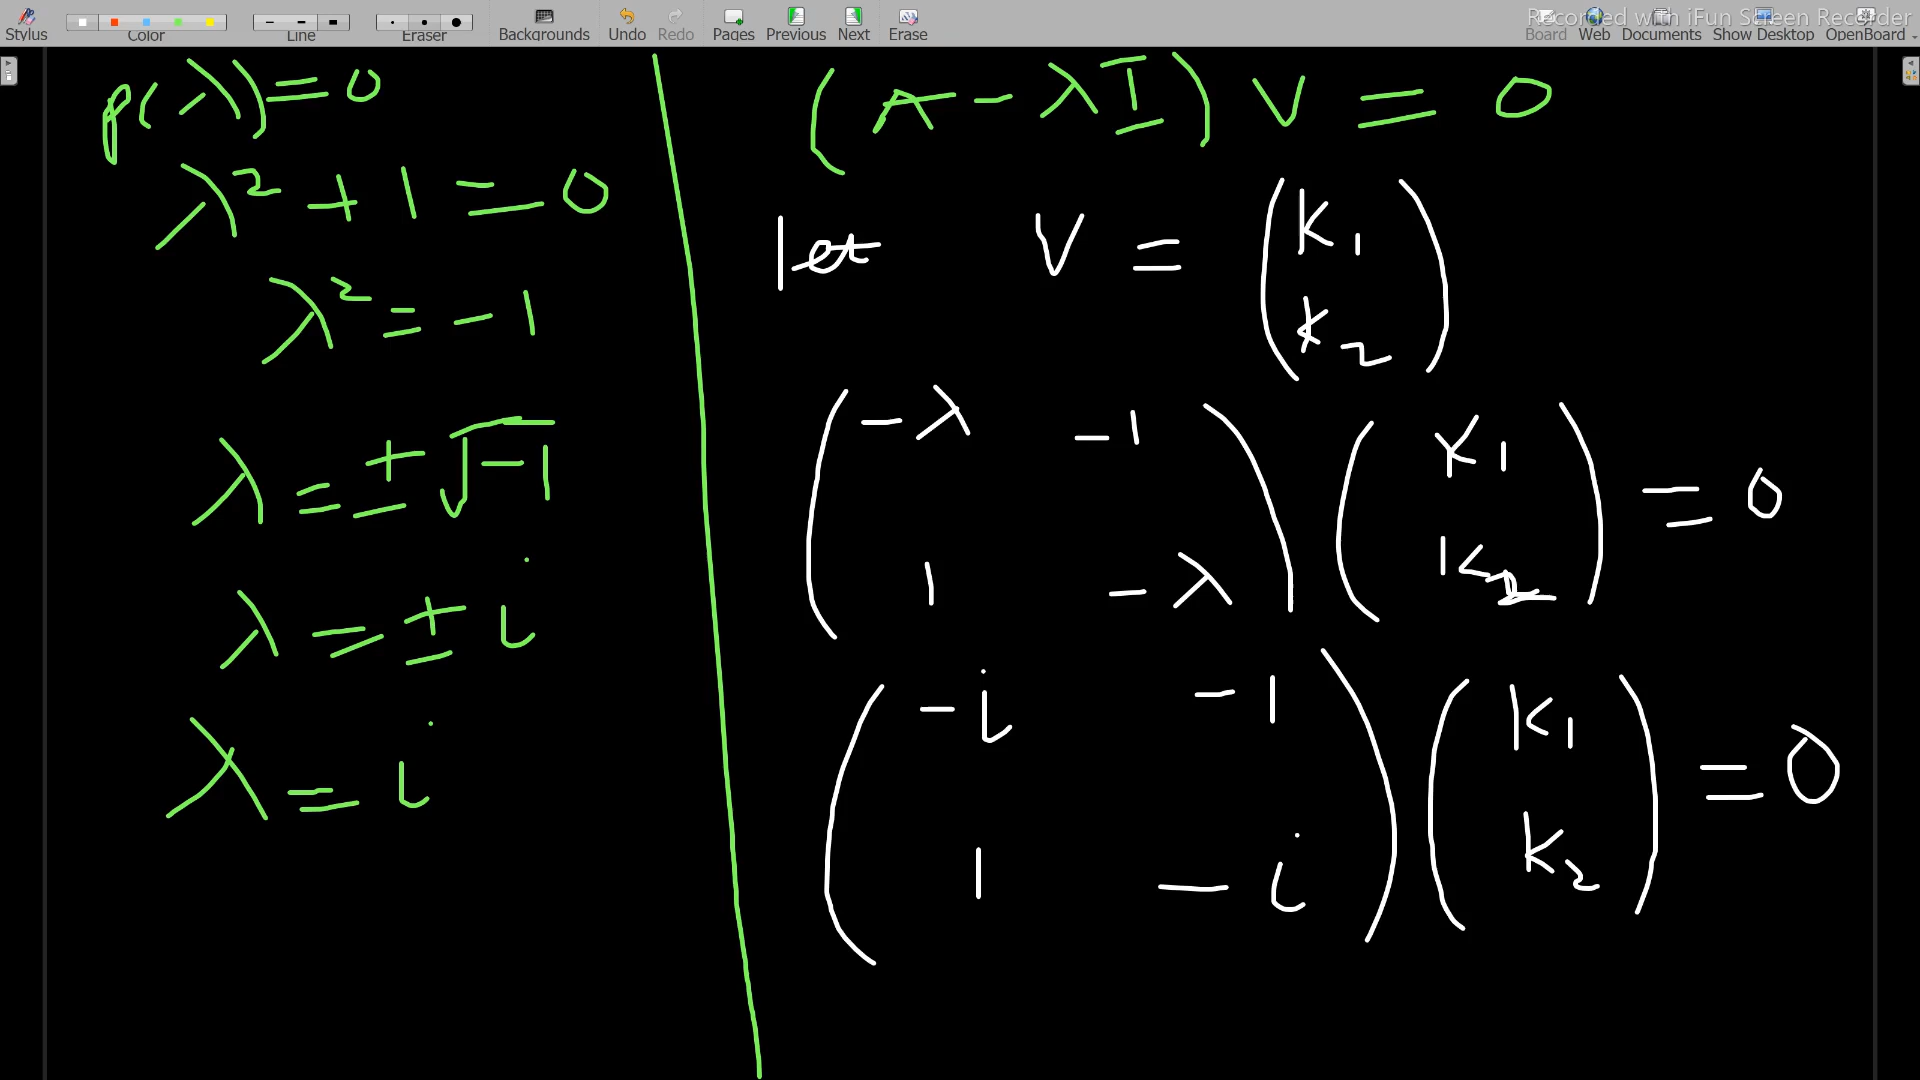 Recorded with iFun Screen Recorder
Stylus Color Line Eraser Backgrounds Undo Redo Pages Previous Next Erase Board Web Documents Show Desktop OpenBoard
p(λ) = 0
λ² + 1 = 0
λ² = -1
λ = ± √-1
λ = ± i
λ = i
(A - λI) V = 0
let V = (K₁
K₂)
(-λ -1
1 -λ) (K₁
K₂) = 0
(-i -1
1 -i) (K₁
K₂) = 0